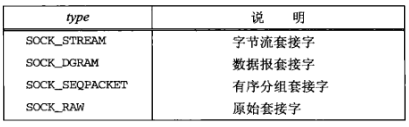 type 说 明
SOCK_STREAM 字节流套接字
SOCK_DGRAM 数据报套接字
SOCK_SEQPACKET 有序分组套接字
SOCK_RAW 原始套接字